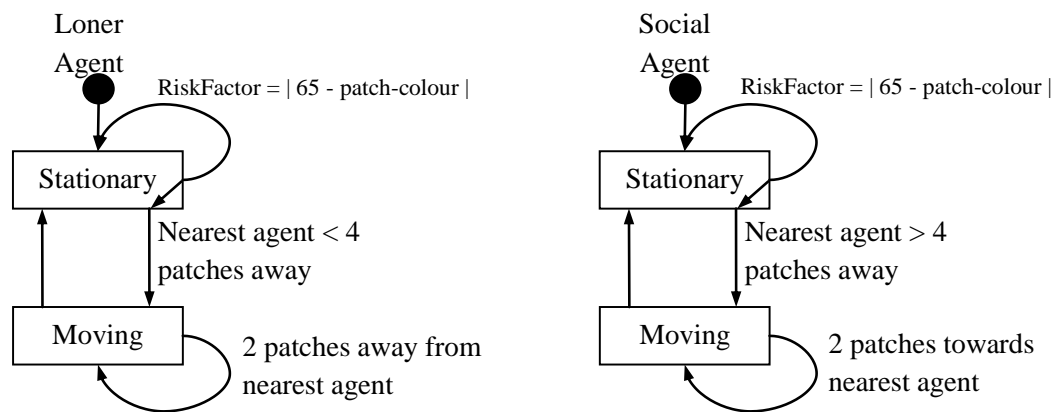 Loner
Agent
RiskFactor = | 65 - patch-colour |
Stationary
Nearest agent < 4
patches away
Moving
2 patches away from
nearest agent
Social
Agent
RiskFactor = | 65 - patch-colour |
Stationary
Nearest agent > 4
patches away
Moving
2 patches towards
nearest agent